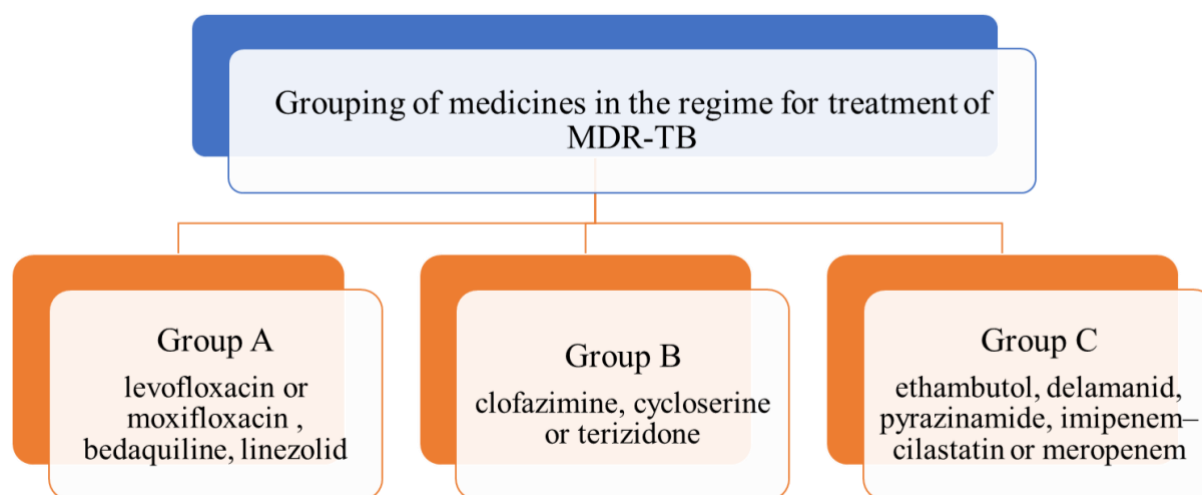 Grouping of medicines in the regime for treatment of
MDR-TB
Group A
levofloxacin or
moxifloxacin ,
bedaquiline, linezolid
Group B
clofazimine, cycloserine
or terizidone
Group C
ethambutol, delamanid,
pyrazinamide, imipenem–
cilastatin or meropenem